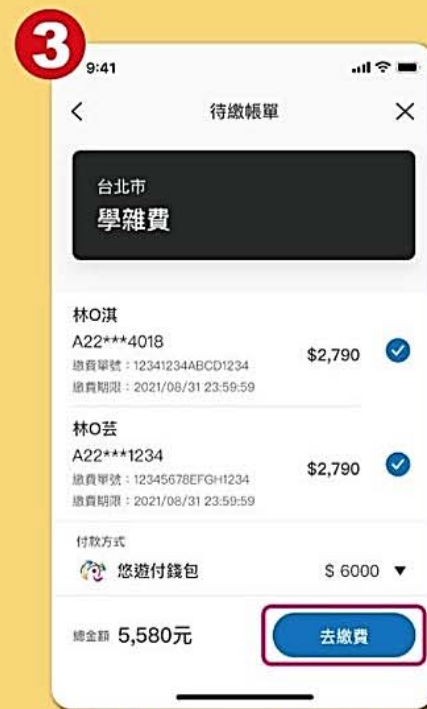 3
9:41
待繳帳單
台北市
學雜費
林O淇
A22***4018
$2,790
繳費單號：12341234ABCD1234
繳費期限：2021/08/31 23:59:59
林O芸
A22***1234
$2,790
繳費單號：12345678EFGH1234
繳費期限：2021/08/31 23:59:59
付款方式
悠遊付錢包 $ 6000
總金額 5,580元
去繳費